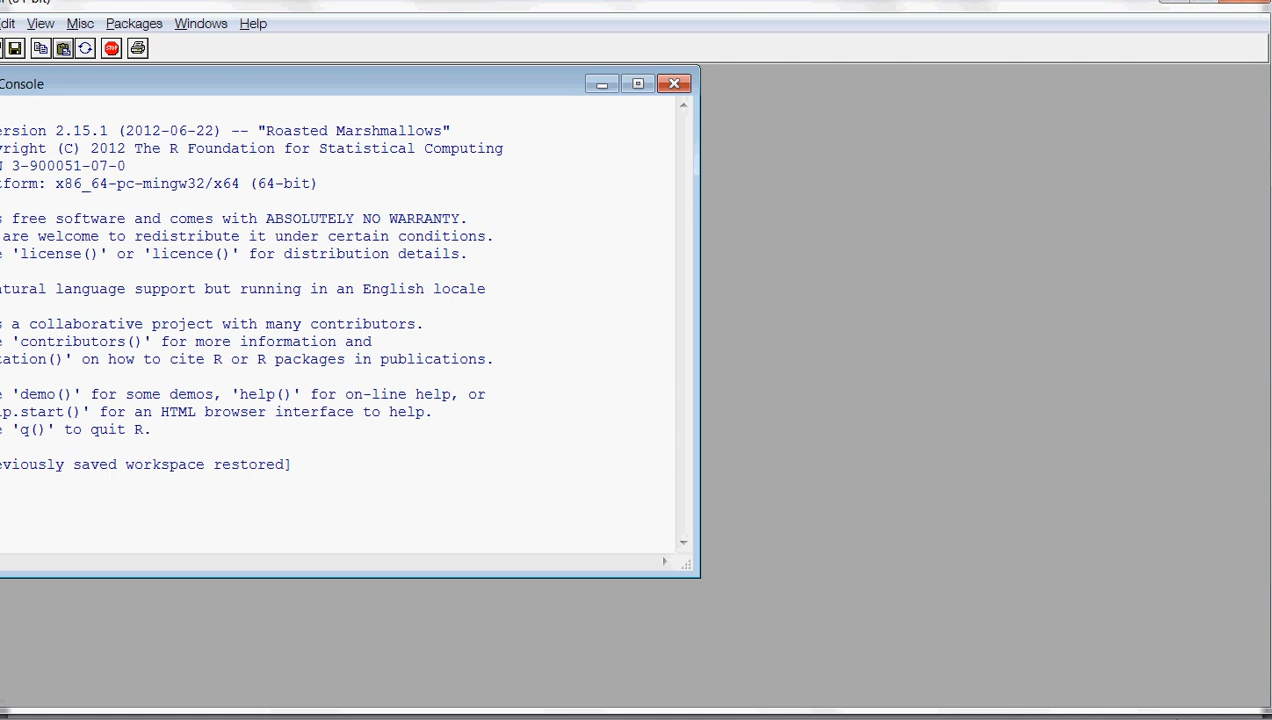 dit View Misc Packages Windows Help
STOP
Console
ersion 2.15.1 (2012-06-22) -- "Roasted Marshmallows"
yright (C) 2012 The R Foundation for Statistical Computing
N 3-900051-07-0
tform: x86_64-pc-mingw32/x64 (64-bit)
s free software and comes with ABSOLUTELY NO WARRANTY.
are welcome to redistribute it under certain conditions.
e 'license()' or 'licence()' for distribution details.
atural language support but running in an English locale
s a collaborative project with many contributors.
e 'contributors()' for more information and
tation()' on how to cite R or R packages in publications.
e 'demo()' for some demos, 'help()' for on-line help, or
lp.start()' for an HTML browser interface to help.
e 'q()' to quit R.
eviously saved workspace restored]